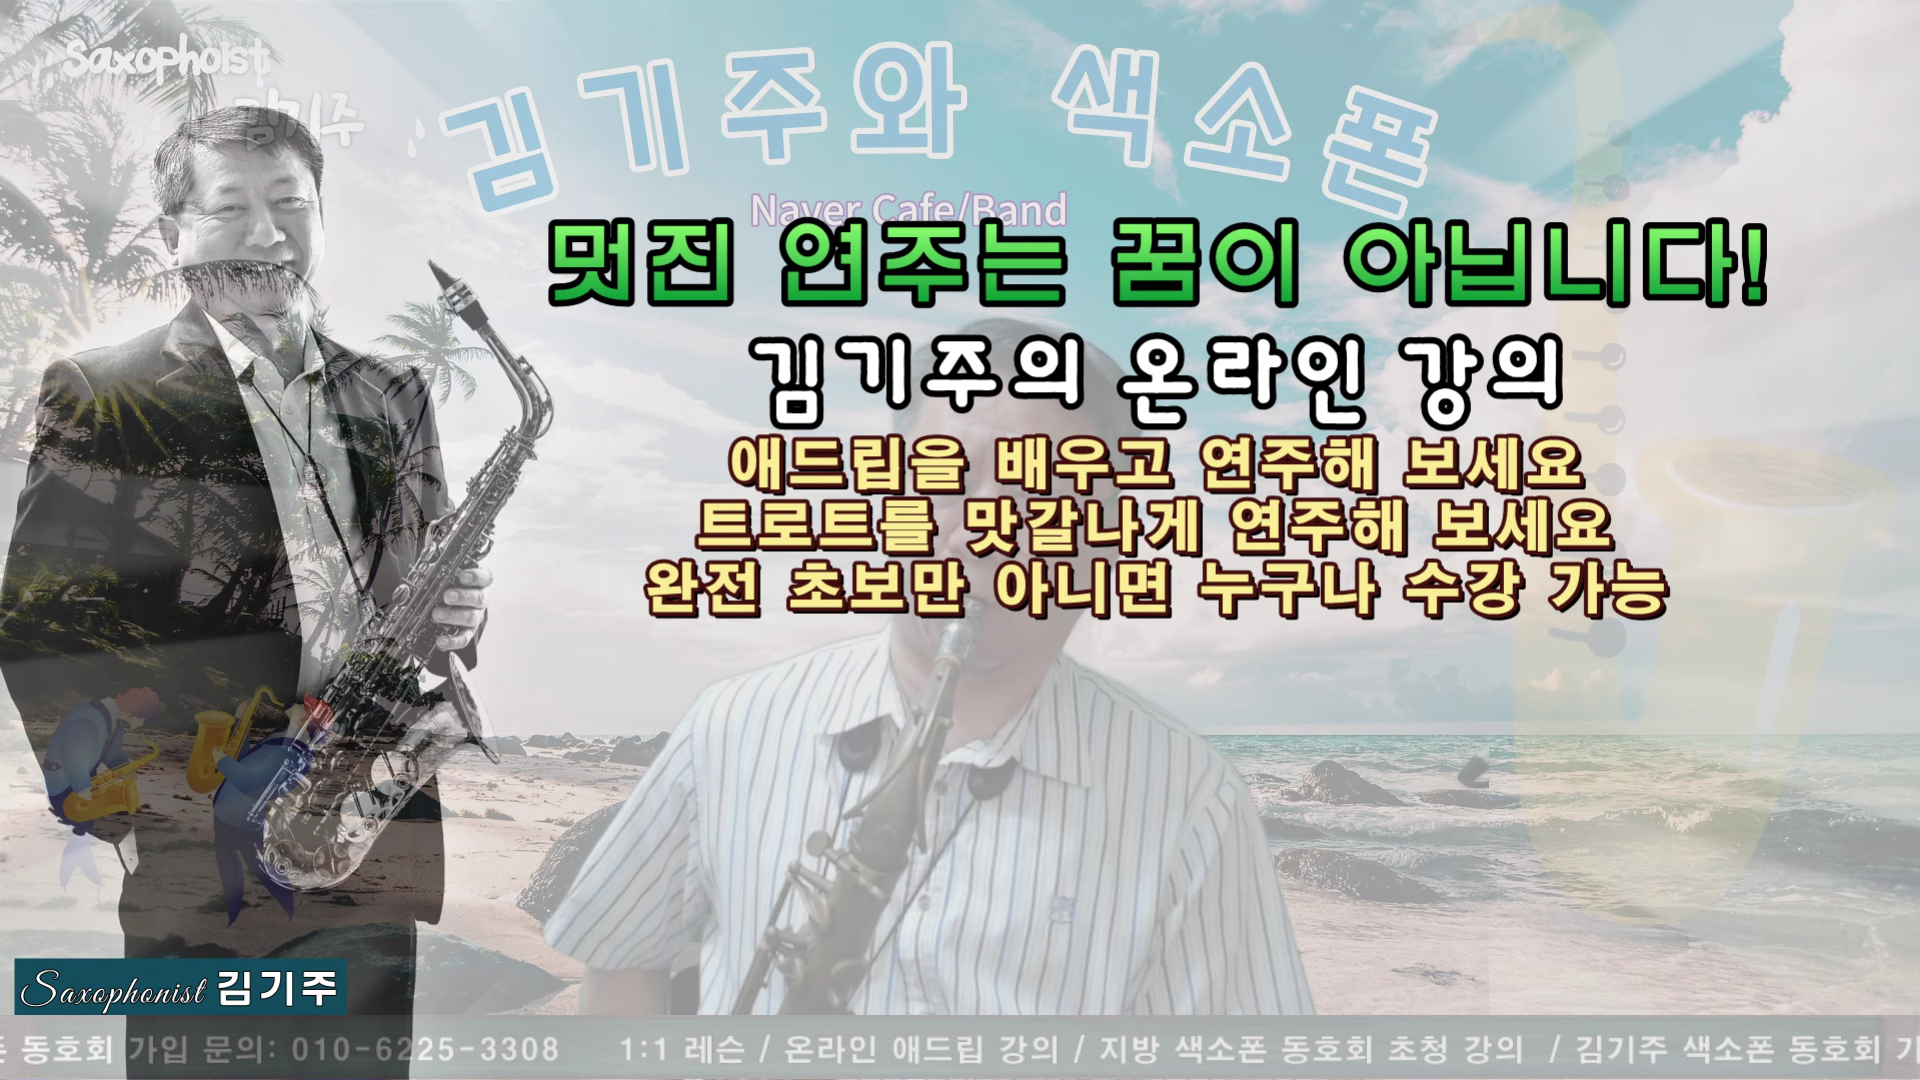 Saxophoist
김기주
김기주와 색소폰
Naver Cafe/Band
멋진 연주는 꿈이 아닙니다!
김기주의 온라인 강의
애드립을 배우고 연주해 보세요
트로트를 맛갈나게 연주해 보세요
완전 초보만 아니면 누구나 수강 가능
Saxophonist 김기주
동호회 가입 문의: 010-6225-3308 1:1 레슨 / 온라인 애드립 강의 / 지방 색소폰 동호회 초청 강의 / 김기주 색소폰 동호회